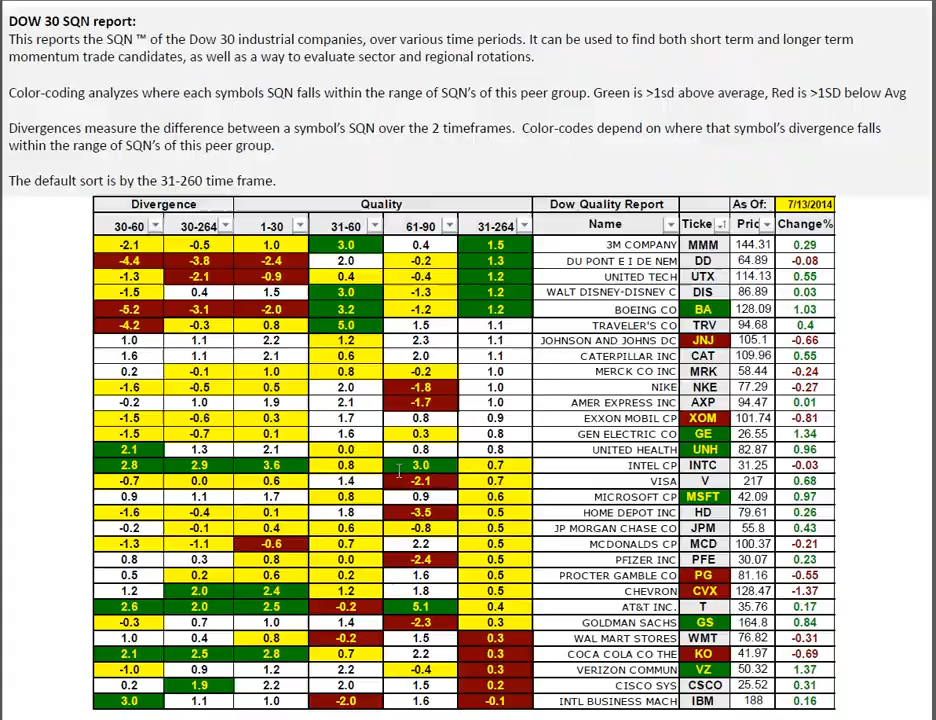 DOW 30 SQN report:
This reports the SQN ™ of the Dow 30 industrial companies, over various time periods. It can be used to find both short term and longer term
momentum trade candidates, as well as a way to evaluate sector and regional rotations.
Color-coding analyzes where each symbols SQN falls within the range of SQN's of this peer group. Green is >1sd above average, Red is >1SD below Avg
Divergences measure the difference between a symbol's SQN over the 2 timeframes. Color-codes depend on where that symbol's divergence falls
within the range of SQN's of this peer group.
The default sort is by the 31-260 time frame.
Divergence Quality Dow Quality Report As Of: 7/13/2014
30-60 30-264 1-30 31-60 61-90 31-264 Name Ticke Pric Change%
-2.1 -0.5 1.0 3.0 0.4 1.5 3M COMPANY MMM 144.31 0.29
-4.4 -3.8 -2.4 2.0 -0.2 1.3 DU PONT E I DE NEM DD 64.89 -0.08
-1.3 -2.1 -0.9 0.4 -0.4 1.2 UNITED TECH UTX 114.13 0.55
-1.5 0.4 1.5 3.0 -1.3 1.2 WALT DISNEY-DISNEY C DIS 86.89 0.03
-5.2 -3.1 -2.0 3.2 -1.2 1.2 BOEING CO BA 128.09 1.03
-4.2 -0.3 0.8 5.0 1.5 1.1 TRAVELER'S CO TRV 94.68 0.4
1.0 1.1 2.2 1.2 2.3 1.1 JOHNSON AND JOHNS DC JNJ 105.1 -0.66
1.6 1.1 2.1 0.6 2.0 1.1 CATERPILLAR INC CAT 109.96 0.55
0.2 -0.1 1.0 0.8 -0.2 1.0 MERCK CO INC MRK 58.44 -0.24
-1.6 -0.5 0.5 2.0 -1.8 1.0 NIKE NKE 77.29 -0.27
-0.2 1.0 1.9 2.1 -1.7 1.0 AMER EXPRESS INC AXP 94.47 0.01
-1.5 -0.6 0.3 1.7 0.8 0.9 EXXON MOBIL CP XOM 101.74 -0.81
-1.5 -0.7 0.1 1.6 0.3 0.8 GEN ELECTRIC CO GE 26.55 1.34
2.1 1.3 2.1 0.0 0.8 0.8 UNITED HEALTH UNH 82.87 0.96
2.8 2.9 3.6 0.8 3.0 0.7 INTEL CP INTC 31.25 -0.03
-0.7 0.0 0.6 1.4 -2.1 0.7 VISA V 217 0.68
0.9 1.1 1.7 0.8 0.9 0.6 MICROSOFT CP MSFT 42.09 0.97
-1.6 -0.4 0.1 1.8 -3.5 0.5 HOME DEPOT INC HD 79.61 0.26
-0.2 -0.1 0.4 0.6 -0.8 0.5 JP MORGAN CHASE CO JPM 55.8 0.43
-1.3 -1.1 -0.6 0.7 2.2 0.5 MCDONALDS CP MCD 100.37 -0.21
0.8 0.3 0.8 0.0 -2.4 0.5 PFIZER INC PFE 30.07 0.23
0.5 0.2 0.6 0.2 1.6 0.5 PROCTER GAMBLE CO PG 81.16 -0.55
1.2 2.0 2.4 1.2 1.8 0.5 CHEVRON CVX 128.47 -1.37
2.6 2.0 2.5 -0.2 5.1 0.4 AT&T INC. T 35.76 0.17
-0.3 0.7 1.0 1.4 -2.3 0.3 GOLDMAN SACHS GS 164.8 0.84
1.0 0.4 0.8 -0.2 1.5 0.3 WAL MART STORES WMT 76.82 -0.31
2.1 2.5 2.8 0.7 2.2 0.3 COCA COLA CO THE KO 41.97 -0.69
-1.0 0.9 1.2 2.2 -0.4 0.3 VERIZON COMMUN VZ 50.32 1.37
0.2 1.9 2.2 2.0 1.5 0.2 CISCO SYS CSCO 25.52 0.31
3.0 1.1 1.0 -2.0 1.6 -0.1 INTL BUSINESS MACH IBM 188 0.16